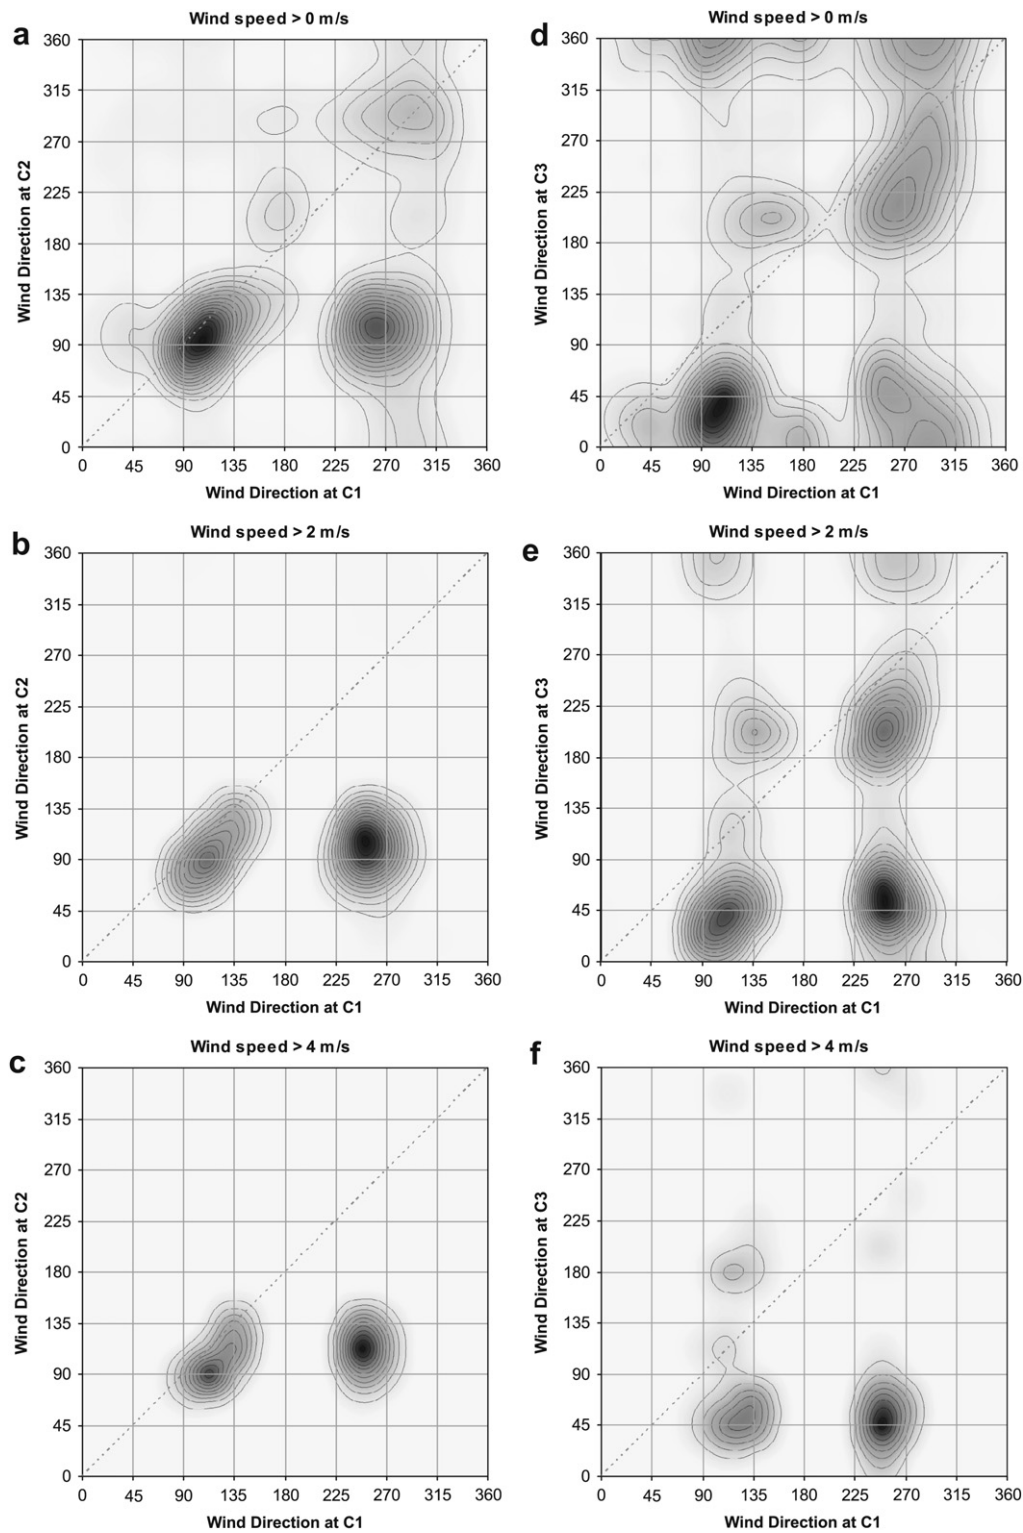 a
Wind speed > 0 m/s
360
315
270
225
180
135
90
45
0
Wind Direction at C2
0 45 90 135 180 225 270 315 360
Wind Direction at C1
d
Wind speed > 0 m/s
360
315
270
225
180
135
90
45
0
Wind Direction at C3
0 45 90 135 180 225 270 315 360
Wind Direction at C1
b
Wind speed > 2 m/s
360
315
270
225
180
135
90
45
0
Wind Direction at C2
0 45 90 135 180 225 270 315 360
Wind Direction at C1
e
Wind speed > 2 m/s
360
315
270
225
180
135
90
45
0
Wind Direction at C3
0 45 90 135 180 225 270 315 360
Wind Direction at C1
c
Wind speed > 4 m/s
360
315
270
225
180
135
90
45
0
Wind Direction at C2
0 45 90 135 180 225 270 315 360
Wind Direction at C1
f
Wind speed > 4 m/s
360
315
270
225
180
135
90
45
0
Wind Direction at C3
0 45 90 135 180 225 270 315 360
Wind Direction at C1